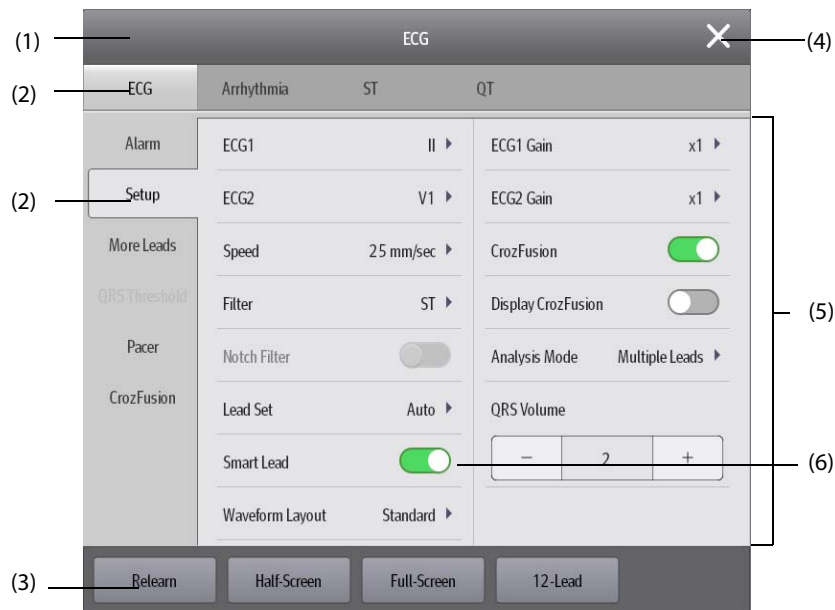 (1) ECG (4)
(2) ECG Arrhythmia ST QT
Alarm
(2) Setup
More Leads
QRS Threshold
Pacer
CrozFusion
ECG1 II
ECG2 V1
Speed 25 mm/sec
Filter ST
Notch Filter
Lead Set Auto
Smart Lead
Waveform Layout Standard
ECG1 Gain x1
ECG2 Gain x1
CrozFusion
Display CrozFusion
Analysis Mode Multiple Leads
QRS Volume
− 2 +
(5)
(6)
(3) Relearn Half-Screen Full-Screen 12-Lead